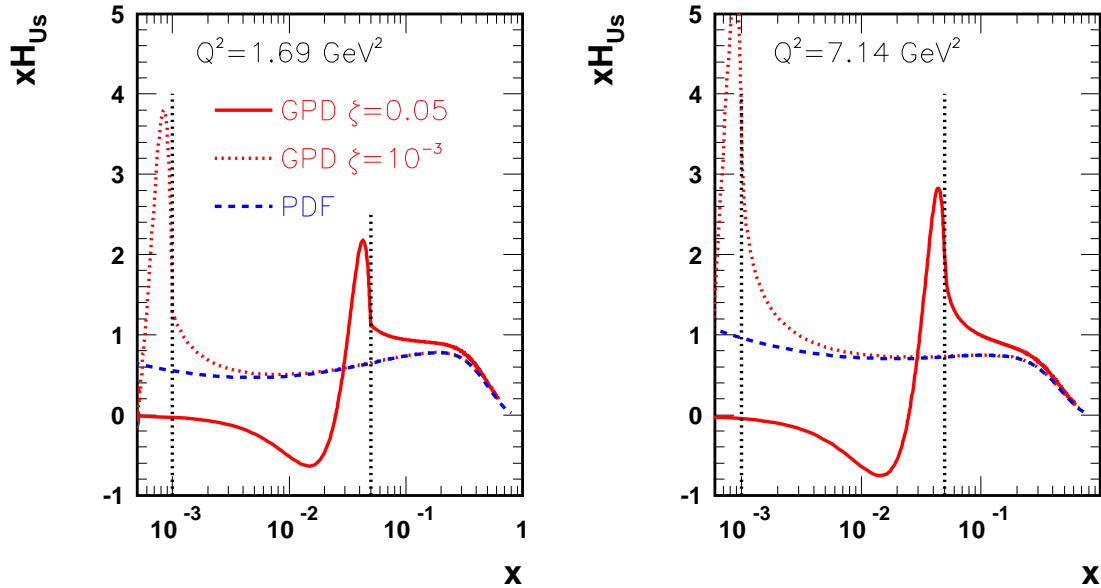 xH_Us
Q²=1.69 GeV²
GPD ζ=0.05
GPD ζ=10⁻³
PDF
5
4
3
2
1
0
-1
10⁻³
10⁻²
10⁻¹
1
x
xH_Us
Q²=7.14 GeV²
5
4
3
2
1
0
-1
10⁻³
10⁻²
10⁻¹
x